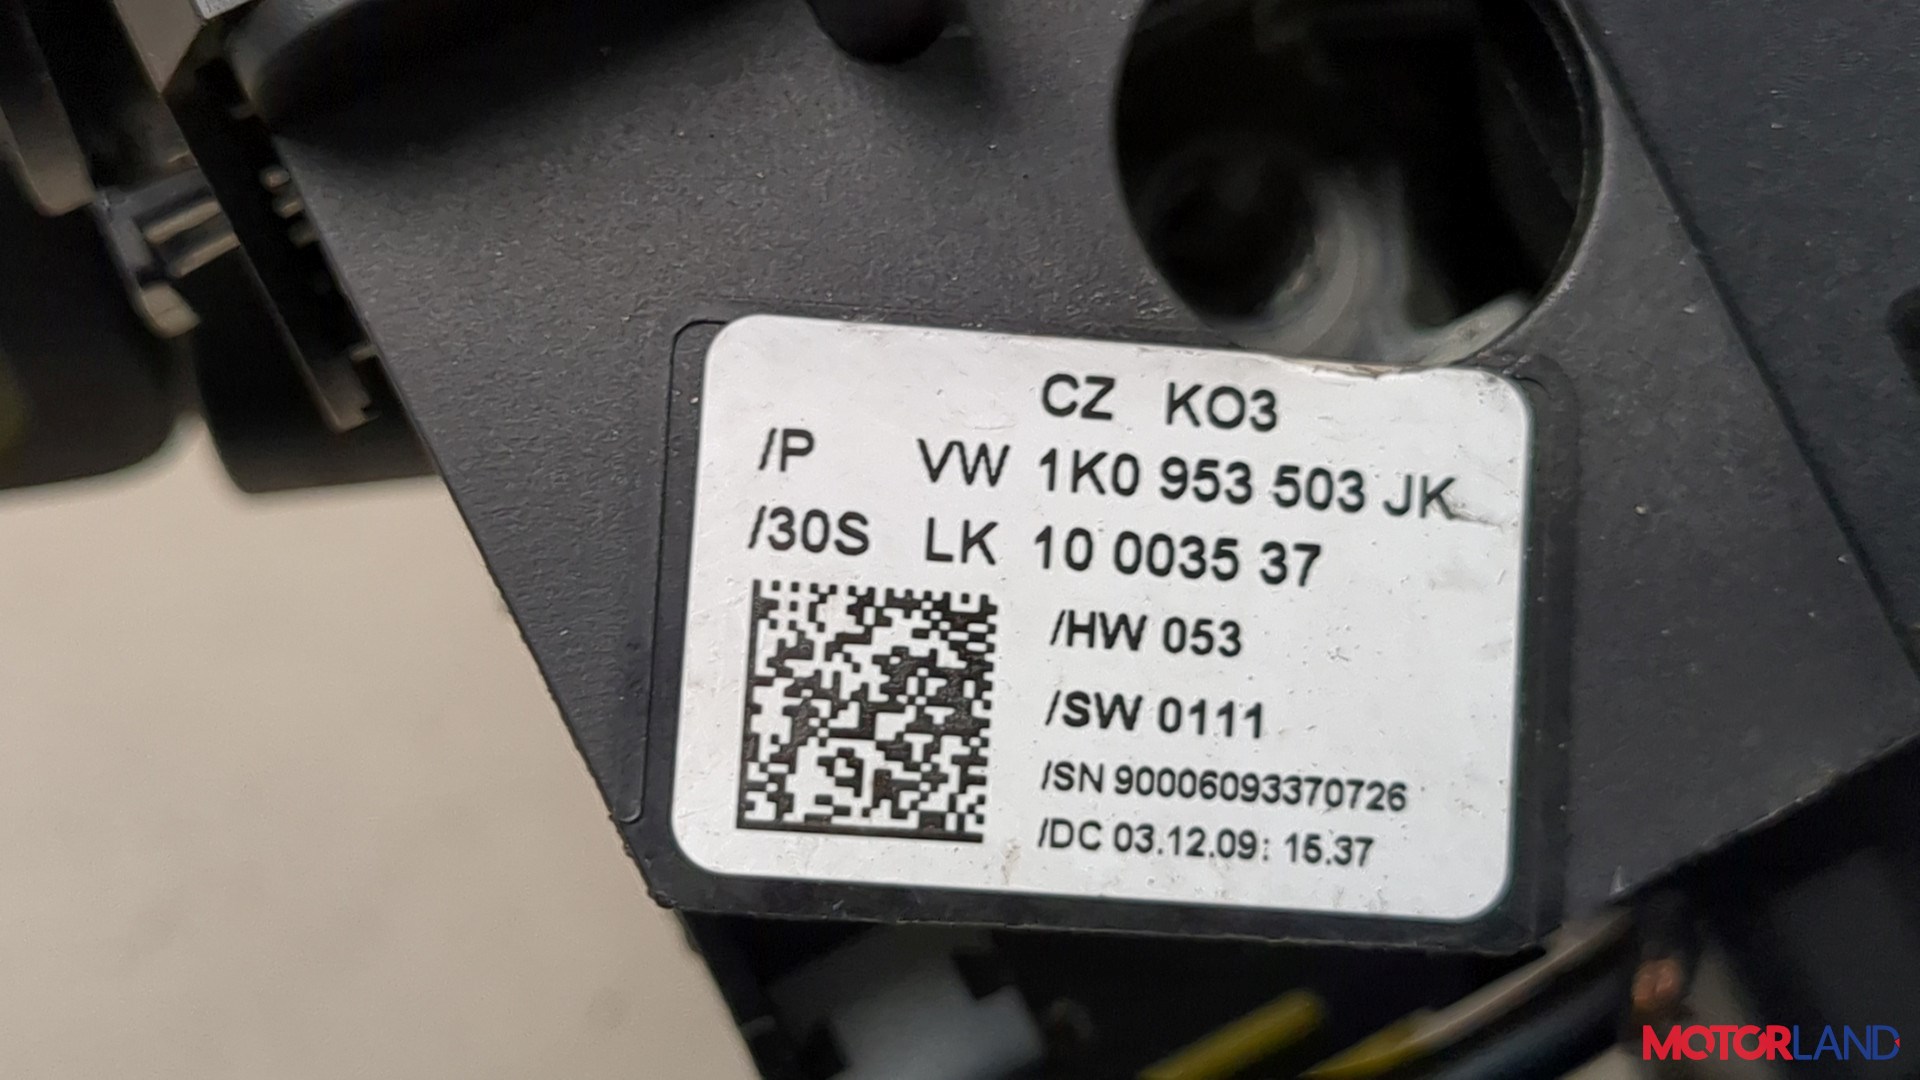 CZ KO3
/P VW 1K0 953 503 JK
/30S LK 10 0035 37
/HW 053
/SW 0111
/SN 90006093370726
/DC 03.12.09: 15.37
MOTORLAND